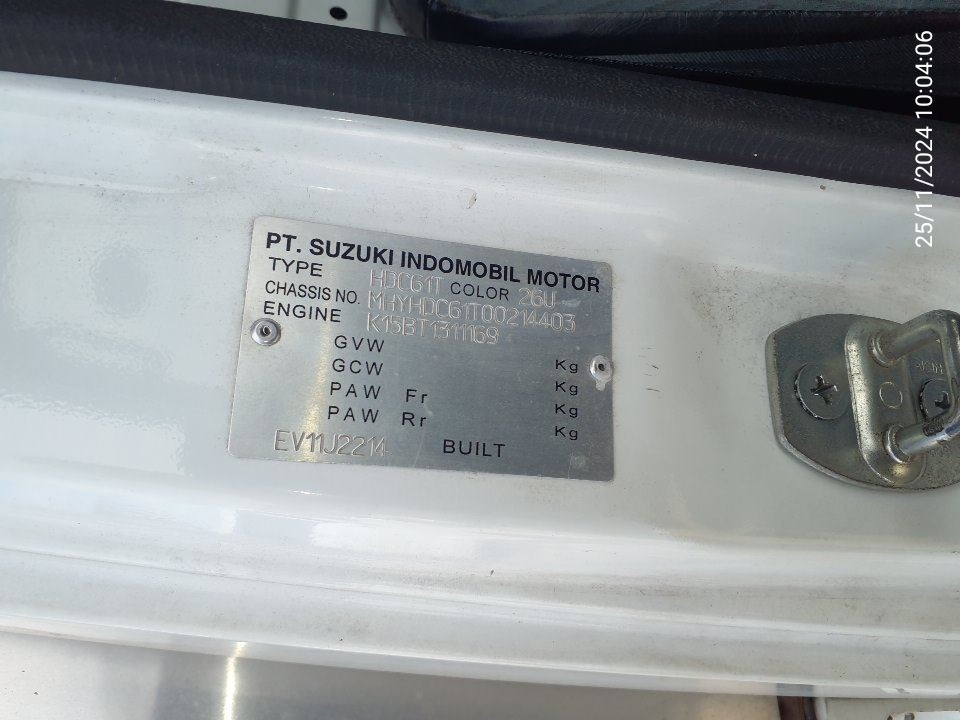 PT. SUZUKI INDOMOBIL MOTOR
TYPE HDC61T COLOR 26U
CHASSIS NO. MHYHDC61T00214403
ENGINE K15BT1311169
GVW Kg
GCW Kg
PAW Fr Kg
PAW Rr Kg
EV11J2214 BUILT
25/11/2024 10:04:06